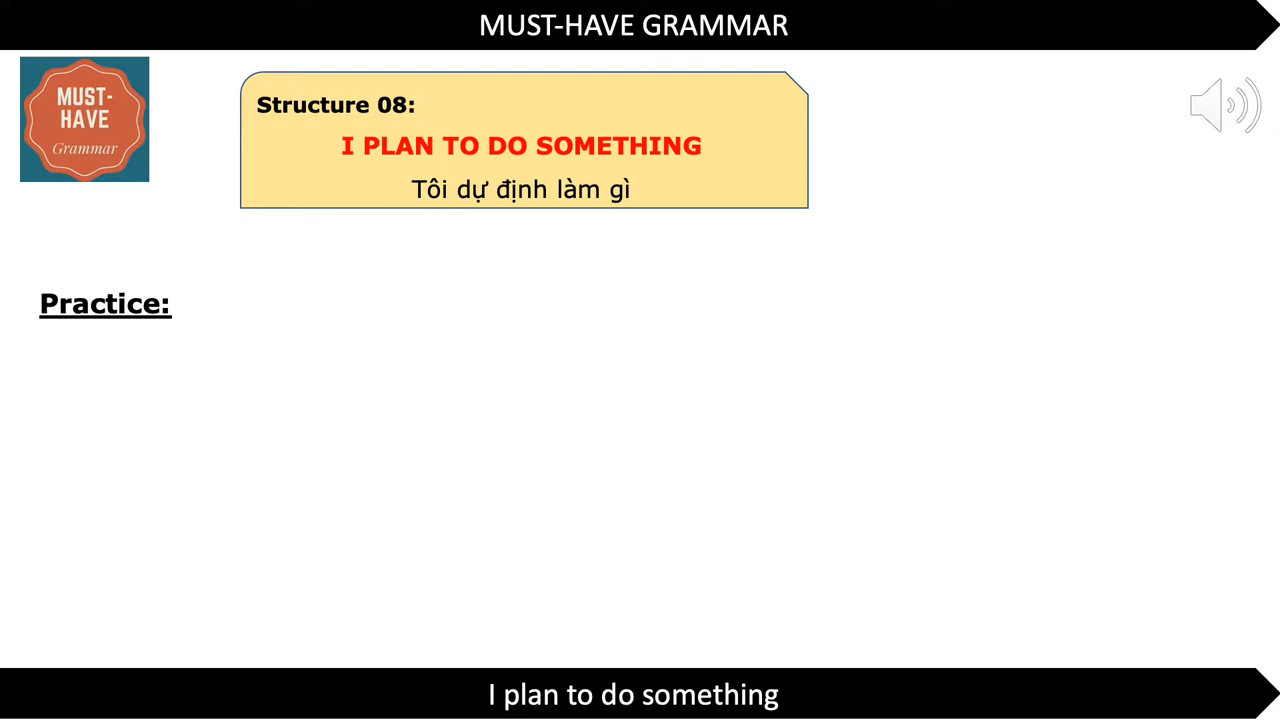 MUST-HAVE GRAMMAR
MUST-
HAVE
Grammar
Structure 08:
I PLAN TO DO SOMETHING
Tôi dự định làm gì
Practice:
I plan to do something